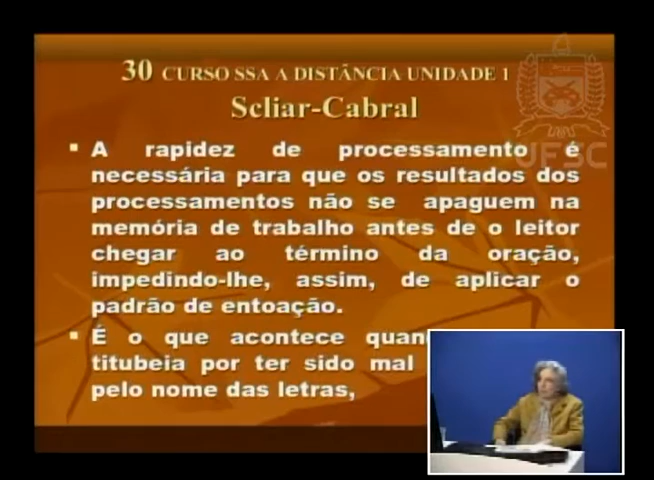 30 CURSO SSA A DISTÂNCIA UNIDADE 1
Scliar-Cabral
UFSC
A rapidez de processamento é
necessária para que os resultados dos
processamentos não se apaguem na
memória de trabalho antes de o leitor
chegar ao término da oração,
impedindo-lhe, assim, de aplicar o
padrão de entoação.
É o que acontece quan
titubeia por ter sido mal
pelo nome das letras,